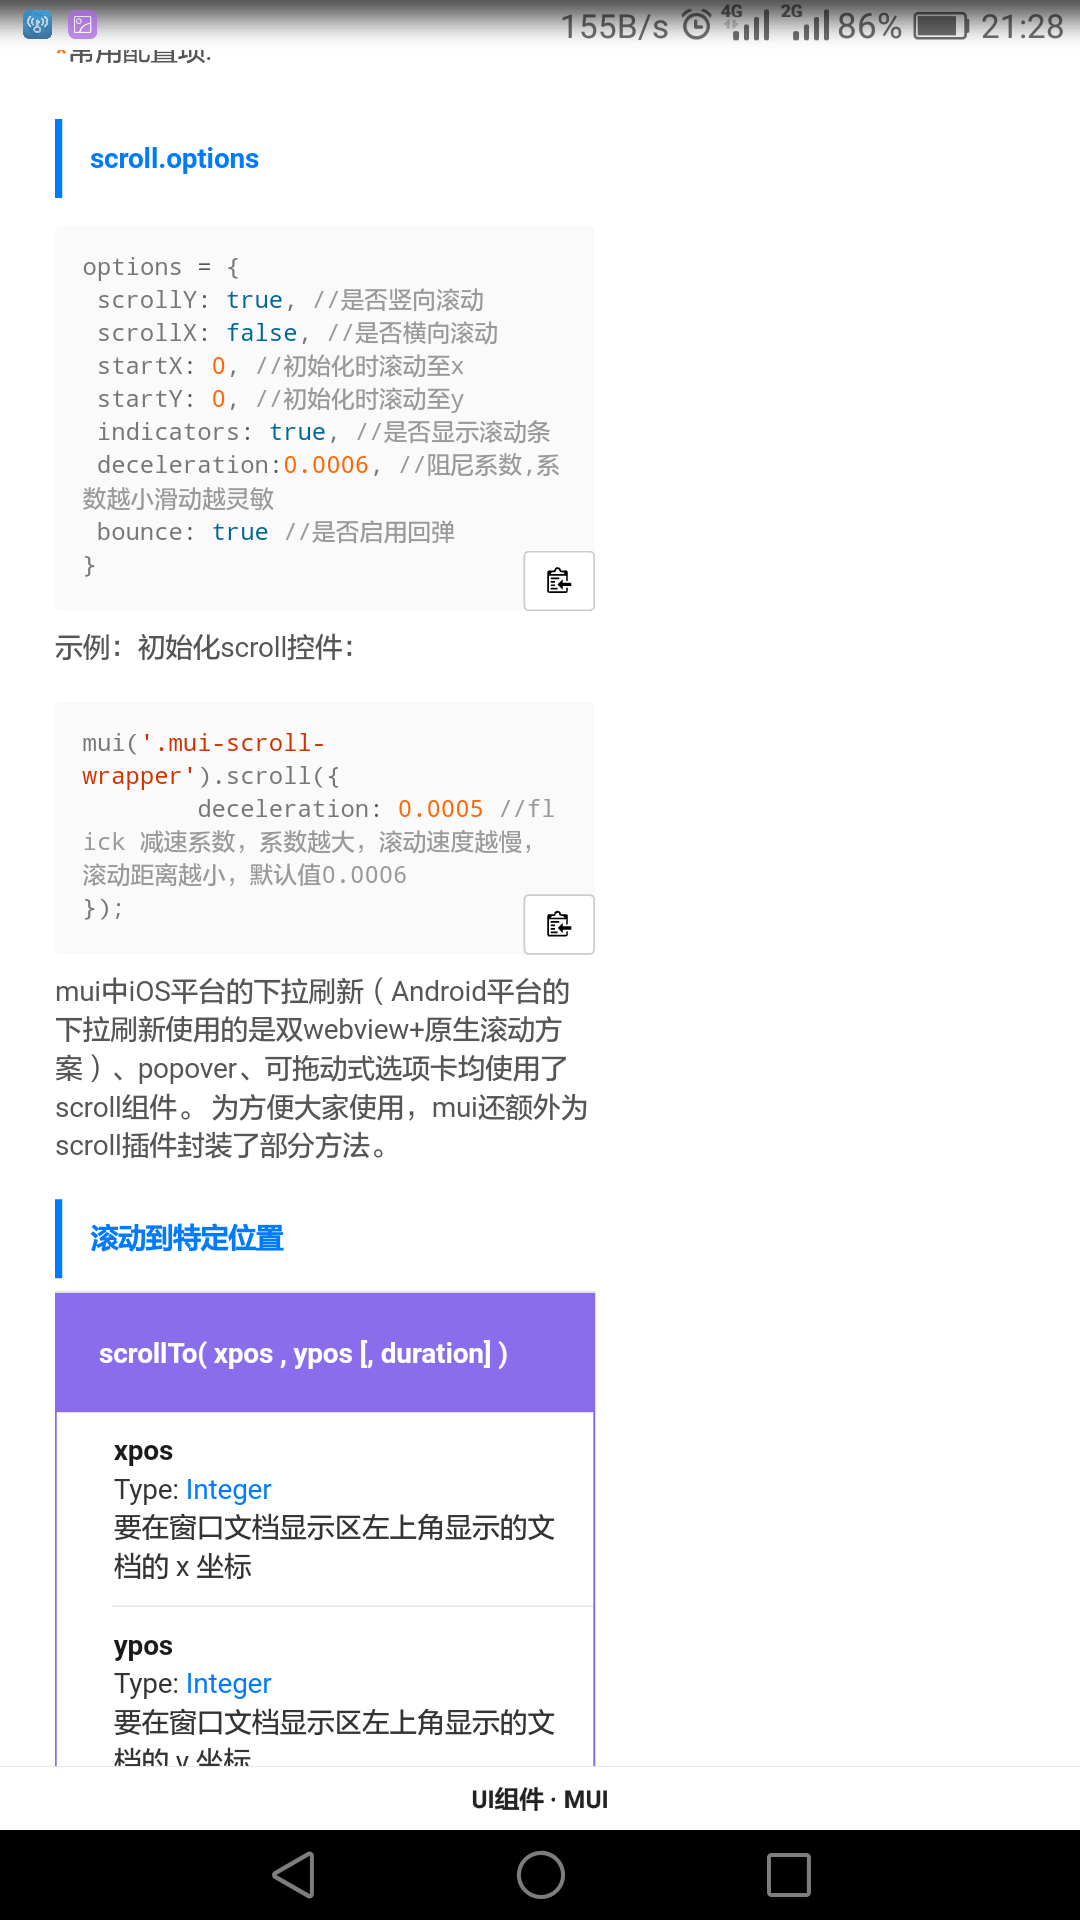 155B/s 4G 2G 86% 21:28
*常用配置项:
scroll.options
options = {
scrollY: true, //是否竖向滚动
scrollX: false, //是否横向滚动
startX: 0, //初始化时滚动至x
startY: 0, //初始化时滚动至y
indicators: true, //是否显示滚动条
deceleration:0.0006, //阻尼系数,系
数越小滑动越灵敏
bounce: true //是否启用回弹
}
示例：初始化scroll控件：
mui('.mui-scroll-
wrapper').scroll({
deceleration: 0.0005 //fl
ick 减速系数，系数越大，滚动速度越慢，
滚动距离越小，默认值0.0006
});
mui中iOS平台的下拉刷新（Android平台的
下拉刷新使用的是双webview+原生滚动方
案）、popover、可拖动式选项卡均使用了
scroll组件。 为方便大家使用，mui还额外为
scroll插件封装了部分方法。
滚动到特定位置
scrollTo( xpos , ypos [, duration] )
xpos
Type: Integer
要在窗口文档显示区左上角显示的文
档的 x 坐标
ypos
Type: Integer
要在窗口文档显示区左上角显示的文
档的 y 坐标
UI组件 · MUI